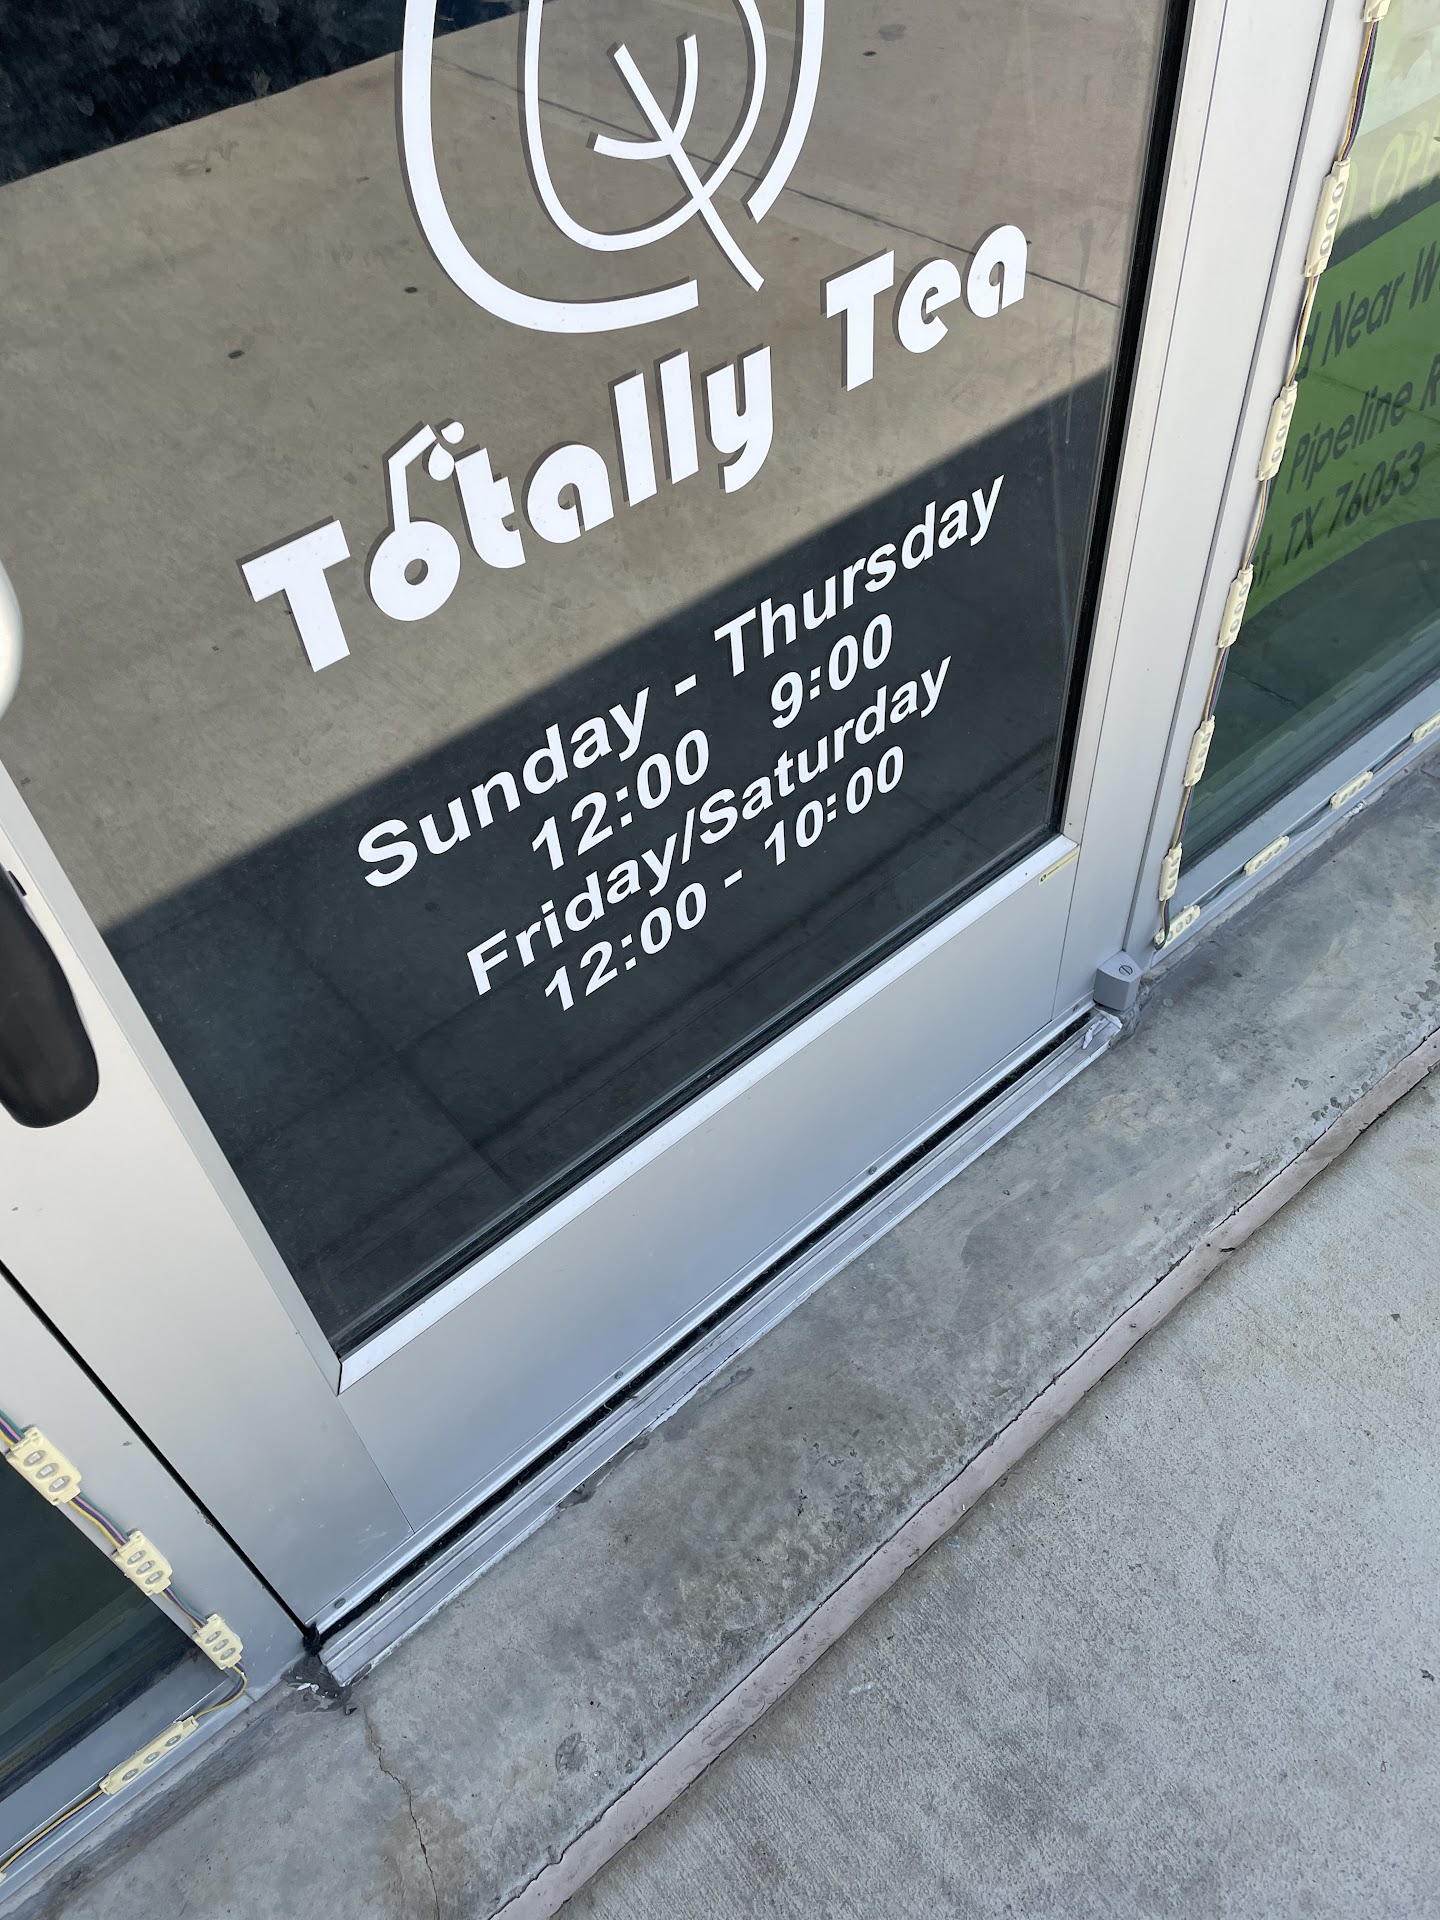 Totally Tea
Sunday - Thursday
12:00 9:00
Friday/Saturday
12:00 - 10:00
Near
Pipeline
TX 76053